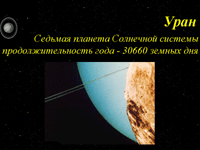 Уран
Седьмая планета Солнечной системы
продолжительность года - 30660 земных дня